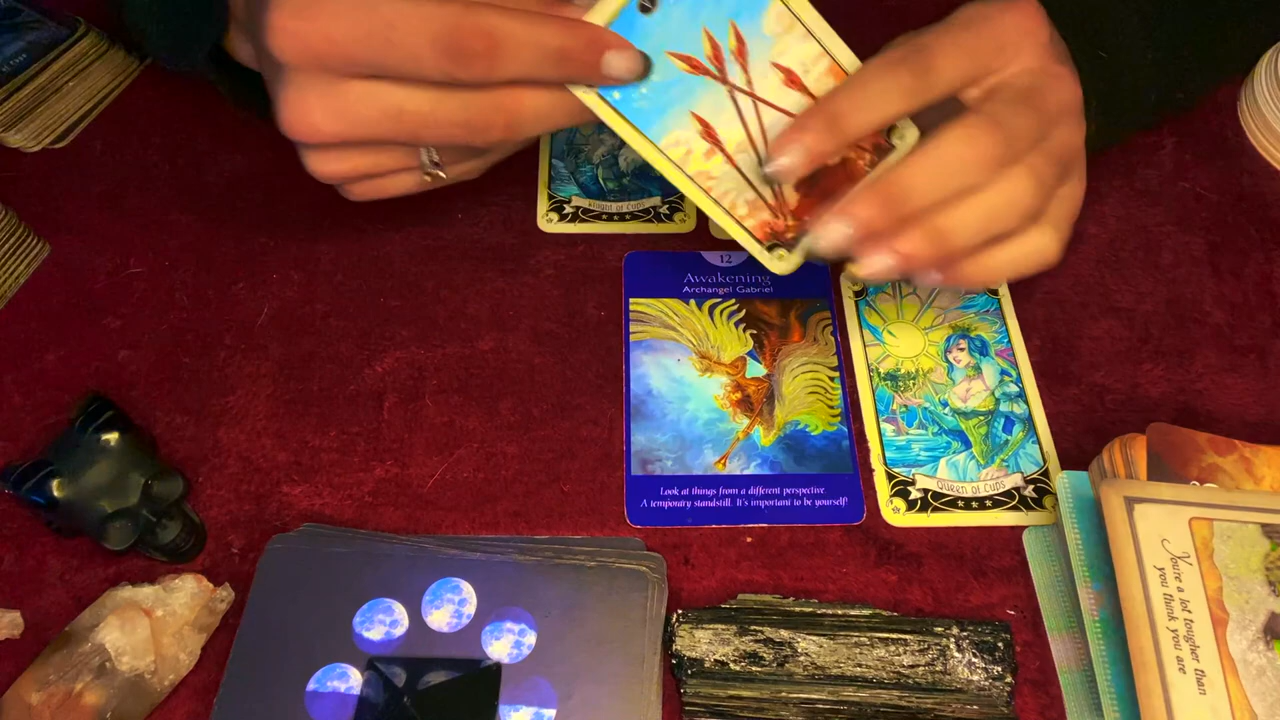 Knight of Cups
12
Awakening
Archangel Gabriel
Look at things from a different perspective.
A temporary standstill. It's important to be yourself!
Queen of Cups
You're a lot tougher than
you think you are